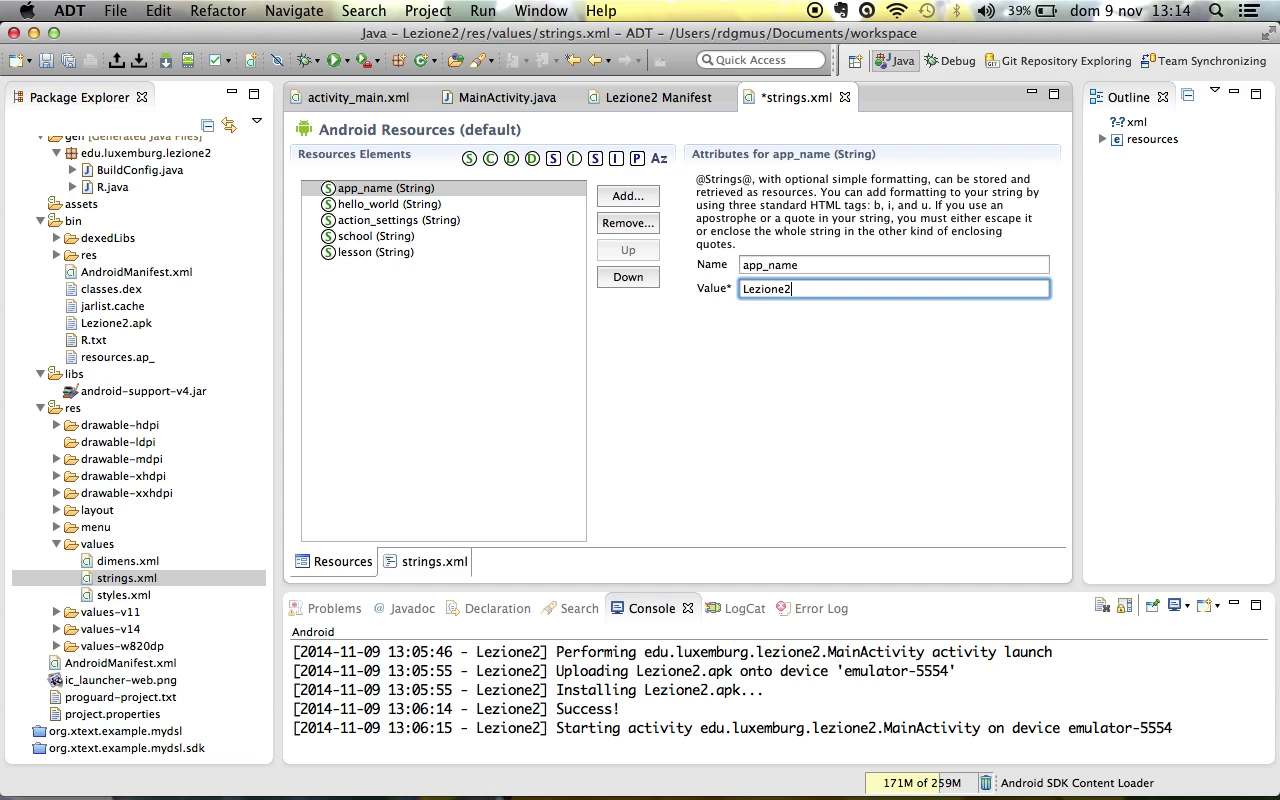 ADT File Edit Refactor Navigate Search Project Run Window Help 39% dom 9 nov 13:14
Java – Lezione2/res/values/strings.xml – ADT – /Users/rdgmus/Documents/workspace
Quick Access Java Debug Git Repository Exploring Team Synchronizing
Package Explorer
gen [Generated Java Files]
edu.luxemburg.lezione2
BuildConfig.java
R.java
assets
bin
dexedLibs
res
AndroidManifest.xml
classes.dex
jarlist.cache
Lezione2.apk
R.txt
resources.ap_
libs
android-support-v4.jar
res
drawable-hdpi
drawable-ldpi
drawable-mdpi
drawable-xhdpi
drawable-xxhdpi
layout
menu
values
dimens.xml
strings.xml
styles.xml
values-v11
values-v14
values-w820dp
AndroidManifest.xml
ic_launcher-web.png
proguard-project.txt
project.properties
org.xtext.example.mydsl
org.xtext.example.mydsl.sdk
activity_main.xml MainActivity.java Lezione2 Manifest *strings.xml
Android Resources (default)
Resources Elements S C D D S I S I P Az
S app_name (String)
S hello_world (String)
S action_settings (String)
S school (String)
S lesson (String)
Add...
Remove...
Up
Down
Attributes for app_name (String)
@Strings@, with optional simple formatting, can be stored and
retrieved as resources. You can add formatting to your string by
using three standard HTML tags: b, i, and u. If you use an
apostrophe or a quote in your string, you must either escape it
or enclose the whole string in the other kind of enclosing
quotes.
Name app_name
Value* Lezione2
Resources strings.xml
Outline
xml
resources
Problems Javadoc Declaration Search Console LogCat Error Log
Android
[2014-11-09 13:05:46 - Lezione2] Performing edu.luxemburg.lezione2.MainActivity activity launch
[2014-11-09 13:05:55 - Lezione2] Uploading Lezione2.apk onto device 'emulator-5554'
[2014-11-09 13:05:55 - Lezione2] Installing Lezione2.apk...
[2014-11-09 13:06:14 - Lezione2] Success!
[2014-11-09 13:06:15 - Lezione2] Starting activity edu.luxemburg.lezione2.MainActivity on device emulator-5554
171M of 259M Android SDK Content Loader